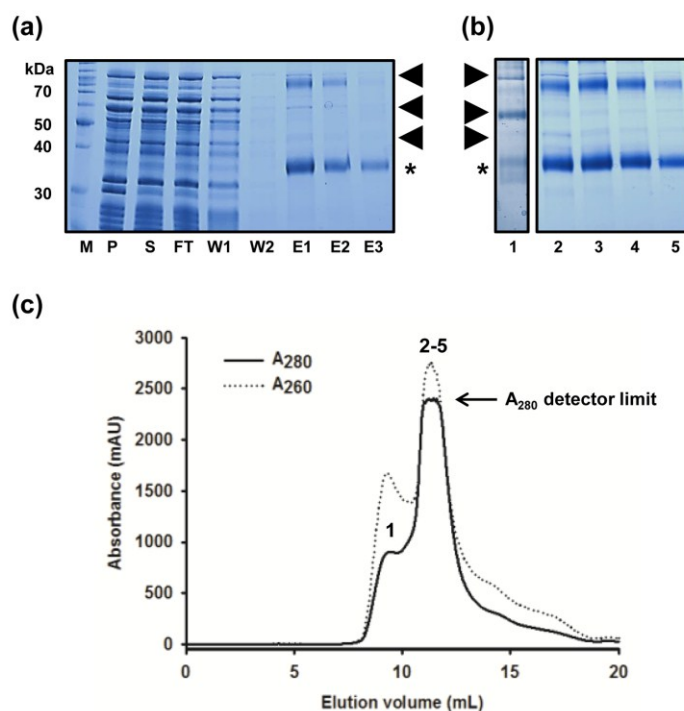 (a)
(b)
kDa
70
50
40
30
*
*
M P S FT W1 W2 E1 E2 E3
1 2 3 4 5
(c)
3000
2500
2000
1500
1000
500
0
A280
A260
2-5
A280 detector limit
1
Absorbance (mAU)
0 5 10 15 20
Elution volume (mL)